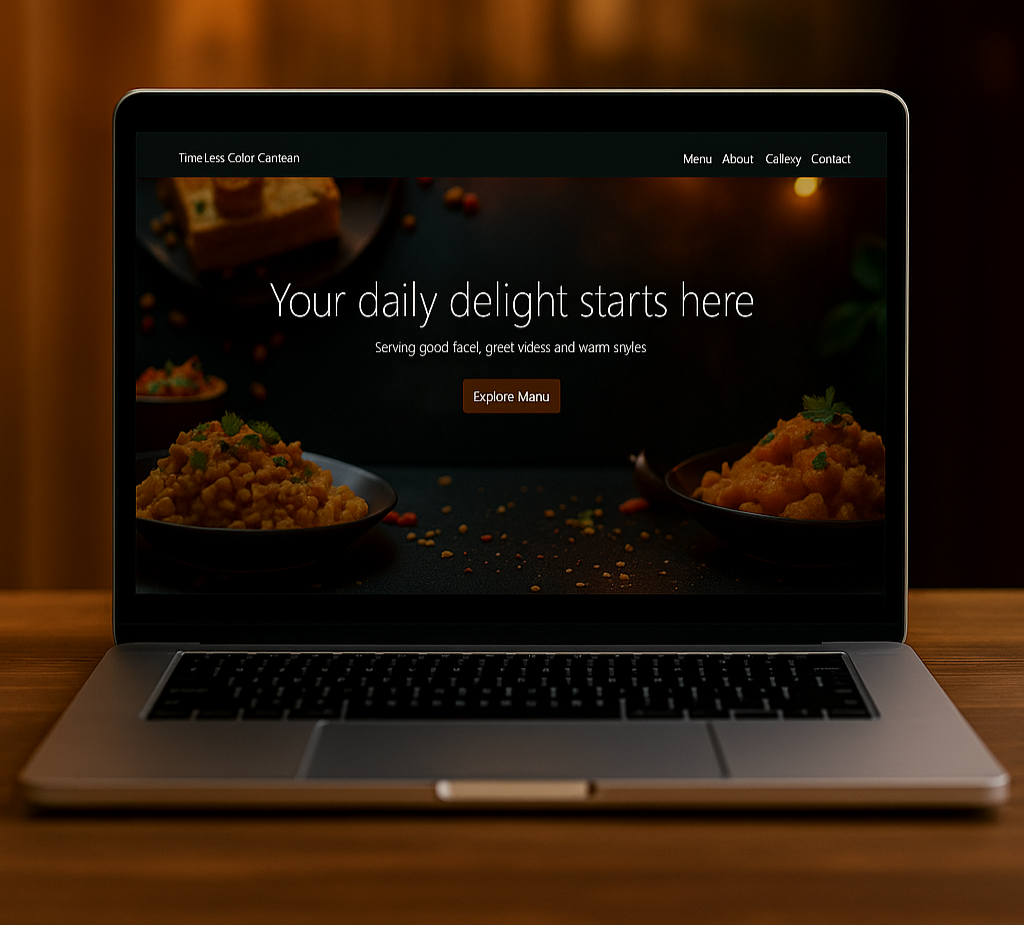 TimeLess Color Cantean
Menu About Callexy Contact
Your daily delight starts here
Serving good facel, greet videss and warm snyles
Explore Manu